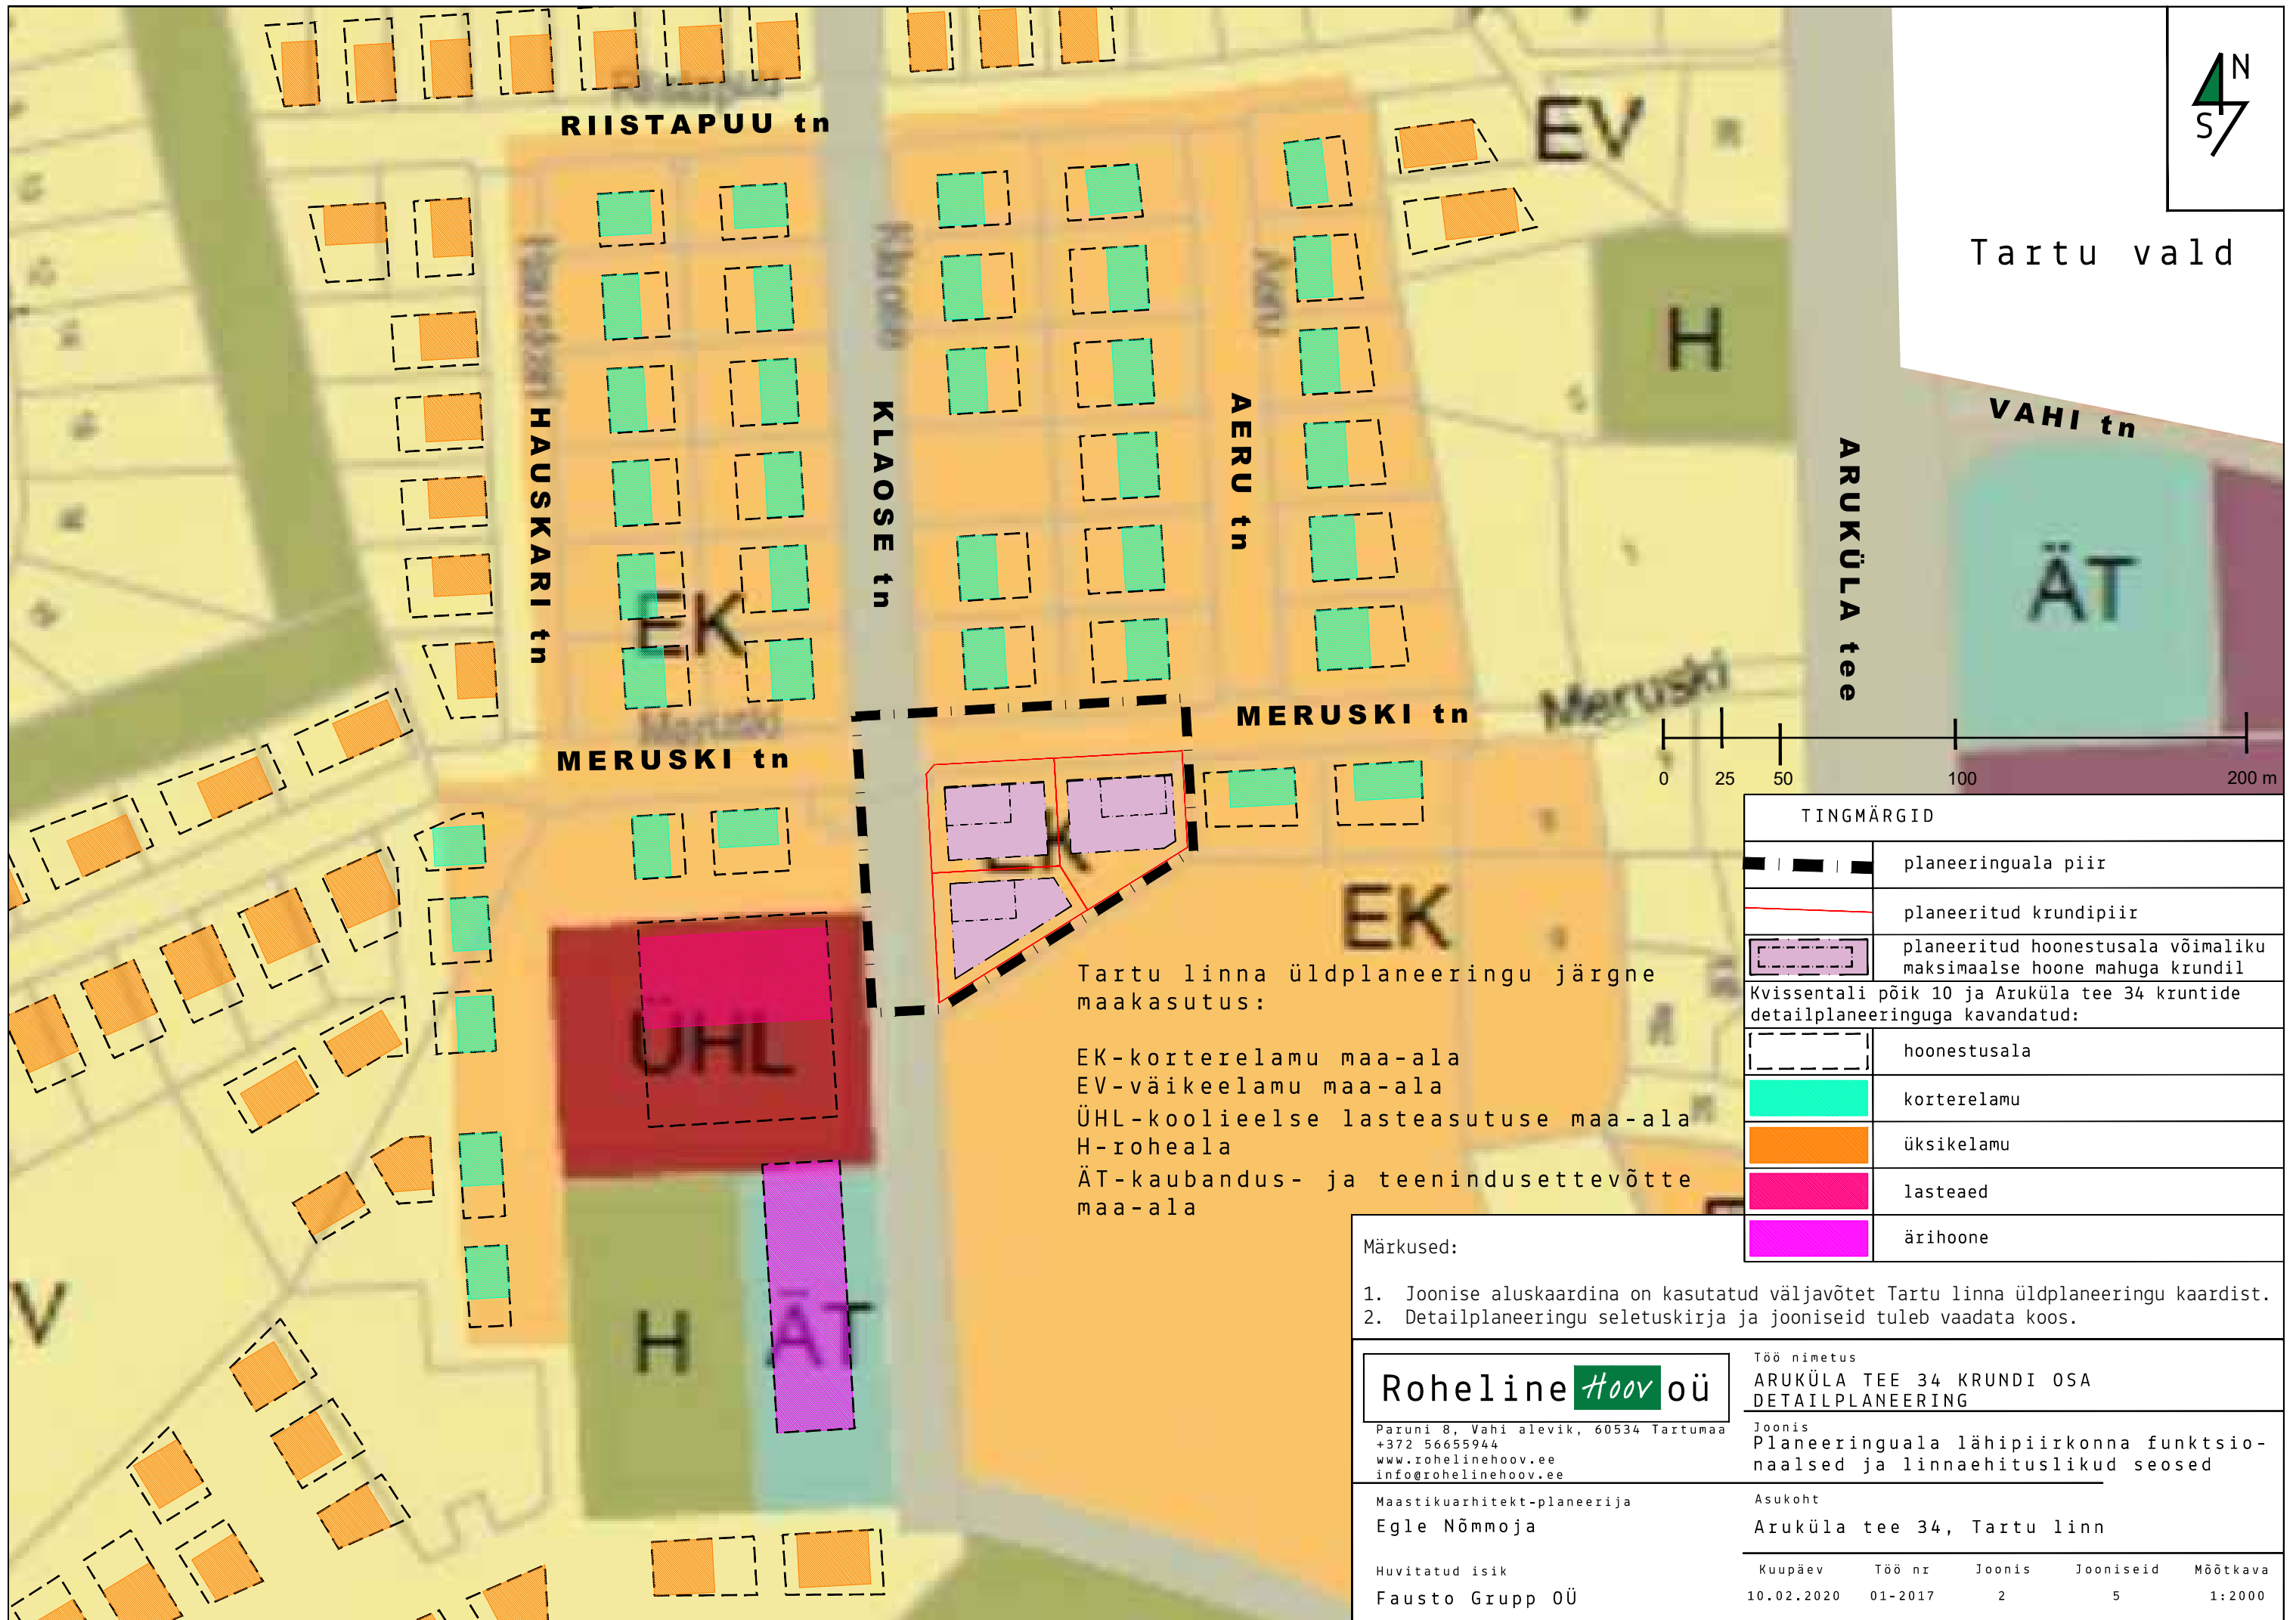 N
S
Tartu vald
RIISTAPUU tn
Riistapuu
EV
H
Hauskari
Klaose
Aeru
HAUSKARI tn
KLAOSE tn
AERU tn
ARUKÜLA tee
VAHI tn
ÄT
EK
Meruski
Meruski
MERUSKI tn
MERUSKI tn
EK
EK
ÜHL
H
ÄT
V
0 25 50 100 200 m
Tartu linna üldplaneeringu järgne
maakasutus:
EK-korterelamu maa-ala
EV-väikeelamu maa-ala
ÜHL-koolieelse lasteasutuse maa-ala
H-roheala
ÄT-kaubandus- ja teenindusettevõtte
maa-ala
TINGMÄRGID
planeeringuala piir
planeeritud krundipiir
planeeritud hoonestusala võimaliku
maksimaalse hoone mahuga krundil
Kvissentali põik 10 ja Aruküla tee 34 kruntide
detailplaneeringuga kavandatud:
hoonestusala
korterelamu
üksikelamu
lasteaed
ärihoone
Märkused:
1. Joonise aluskaardina on kasutatud väljavõtet Tartu linna üldplaneeringu kaardist.
2. Detailplaneeringu seletuskirja ja jooniseid tuleb vaadata koos.
Roheline Hoov oü
Paruni 8, Vahi alevik, 60534 Tartumaa
+372 56655944
www.rohelinehoov.ee
info@rohelinehoov.ee
Töö nimetus
ARUKÜLA TEE 34 KRUNDI OSA
DETAILPLANEERING
Joonis
Planeeringuala lähipiirkonna funktsio-
naalsed ja linnaehituslikud seosed
Maastikuarhitekt-planeerija
Egle Nõmmoja
Asukoht
Aruküla tee 34, Tartu linn
Huvitatud isik
Fausto Grupp OÜ
Kuupäev Töö nr Joonis Jooniseid Mõõtkava
10.02.2020 01-2017 2 5 1:2000